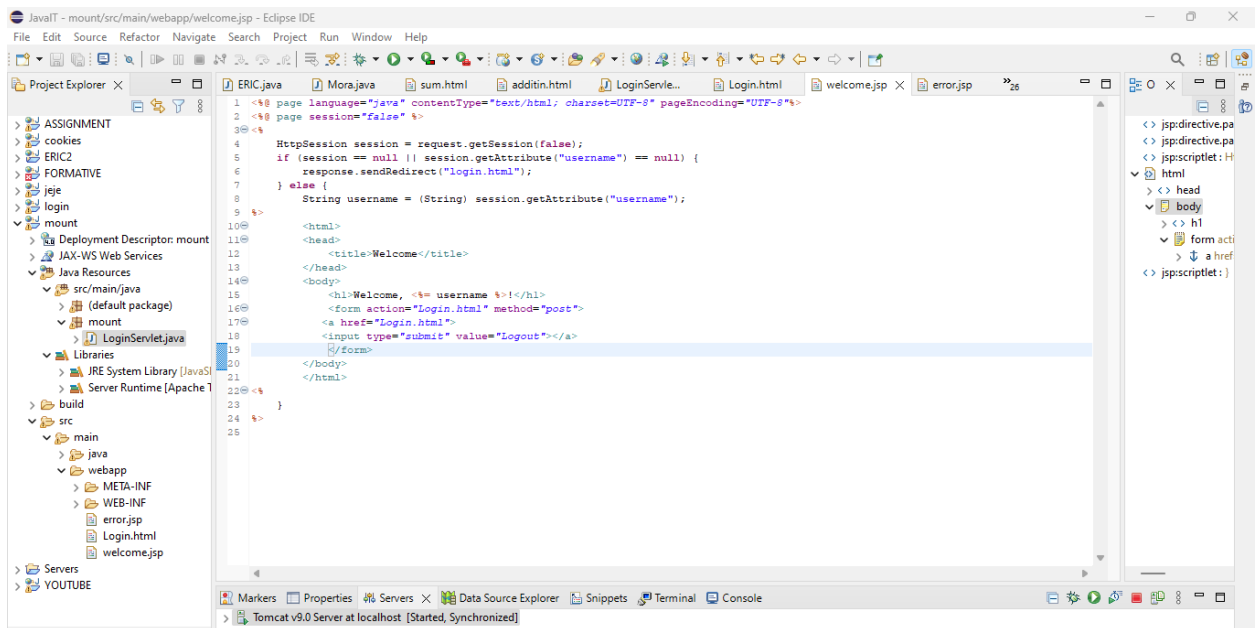 JavaIT - mount/src/main/webapp/welcome.jsp - Eclipse IDE
File Edit Source Refactor Navigate Search Project Run Window Help
Project Explorer
ERIC.java Mora.java sum.html additin.html LoginServle... Login.html welcome.jsp error.jsp »26
O
ASSIGNMENT
cookies
ERIC2
FORMATIVE
jeje
login
mount
Deployment Descriptor: mount
JAX-WS Web Services
Java Resources
src/main/java
(default package)
mount
LoginServlet.java
Libraries
JRE System Library [JavaSE
Server Runtime [Apache T
build
src
main
java
webapp
META-INF
WEB-INF
error.jsp
Login.html
welcome.jsp
Servers
YOUTUBE
1 <%@ page language="java" contentType="text/html; charset=UTF-8" pageEncoding="UTF-8"%>
2 <%@ page session="false" %>
3 <%
4 HttpSession session = request.getSession(false);
5 if (session == null || session.getAttribute("username") == null) {
6 response.sendRedirect("login.html");
7 } else {
8 String username = (String) session.getAttribute("username");
9 %>
10 <html>
11 <head>
12 <title>Welcome</title>
13 </head>
14 <body>
15 <h1>Welcome, <%= username %>!</h1>
16 <form action="Login.html" method="post">
17 <a href="Login.html">
18 <input type="submit" value="Logout"></a>
19 </form>
20 </body>
21 </html>
22 <%
23 }
24 %>
25
jsp:directive.pa
jsp:directive.pa
jsp:scriptlet : H
html
head
body
h1
form acti
a href
jsp:scriptlet : }
Markers Properties Servers Data Source Explorer Snippets Terminal Console
Tomcat v9.0 Server at localhost [Started, Synchronized]